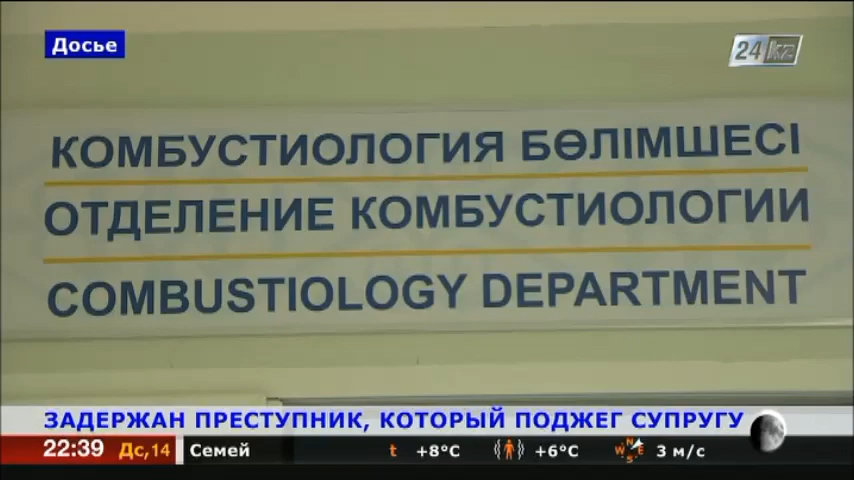 Досье
24kz
КОМБУСТИОЛОГИЯ БӨЛІМШЕСІ
ОТДЕЛЕНИЕ КОМБУСТИОЛОГИИ
COMBUSTIOLOGY DEPARTMENT
ЗАДЕРЖАН ПРЕСТУПНИК, КОТОРЫЙ ПОДЖЕГ СУПРУГУ
22:39 Дс,14 Семей t +8°C +6°C N W E S 3 м/с